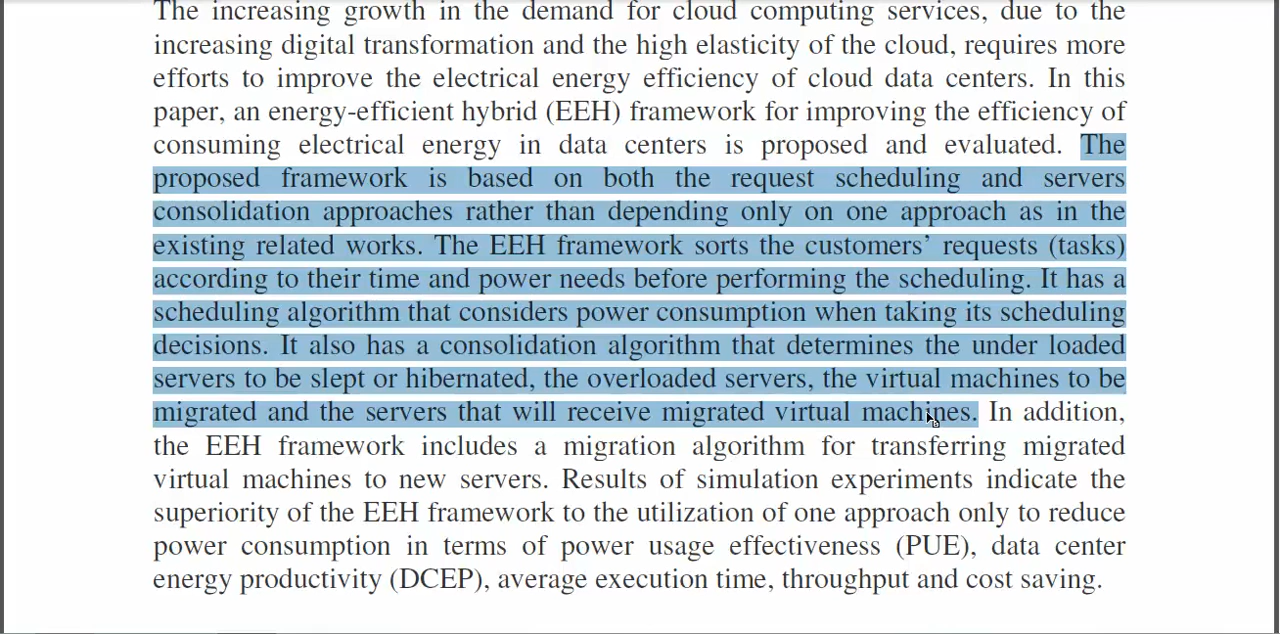 The increasing growth in the demand for cloud computing services, due to the
increasing digital transformation and the high elasticity of the cloud, requires more
efforts to improve the electrical energy efficiency of cloud data centers. In this
paper, an energy-efficient hybrid (EEH) framework for improving the efficiency of
consuming electrical energy in data centers is proposed and evaluated. The
proposed framework is based on both the request scheduling and servers
consolidation approaches rather than depending only on one approach as in the
existing related works. The EEH framework sorts the customers’ requests (tasks)
according to their time and power needs before performing the scheduling. It has a
scheduling algorithm that considers power consumption when taking its scheduling
decisions. It also has a consolidation algorithm that determines the under loaded
servers to be slept or hibernated, the overloaded servers, the virtual machines to be
migrated and the servers that will receive migrated virtual machines. In addition,
the EEH framework includes a migration algorithm for transferring migrated
virtual machines to new servers. Results of simulation experiments indicate the
superiority of the EEH framework to the utilization of one approach only to reduce
power consumption in terms of power usage effectiveness (PUE), data center
energy productivity (DCEP), average execution time, throughput and cost saving.